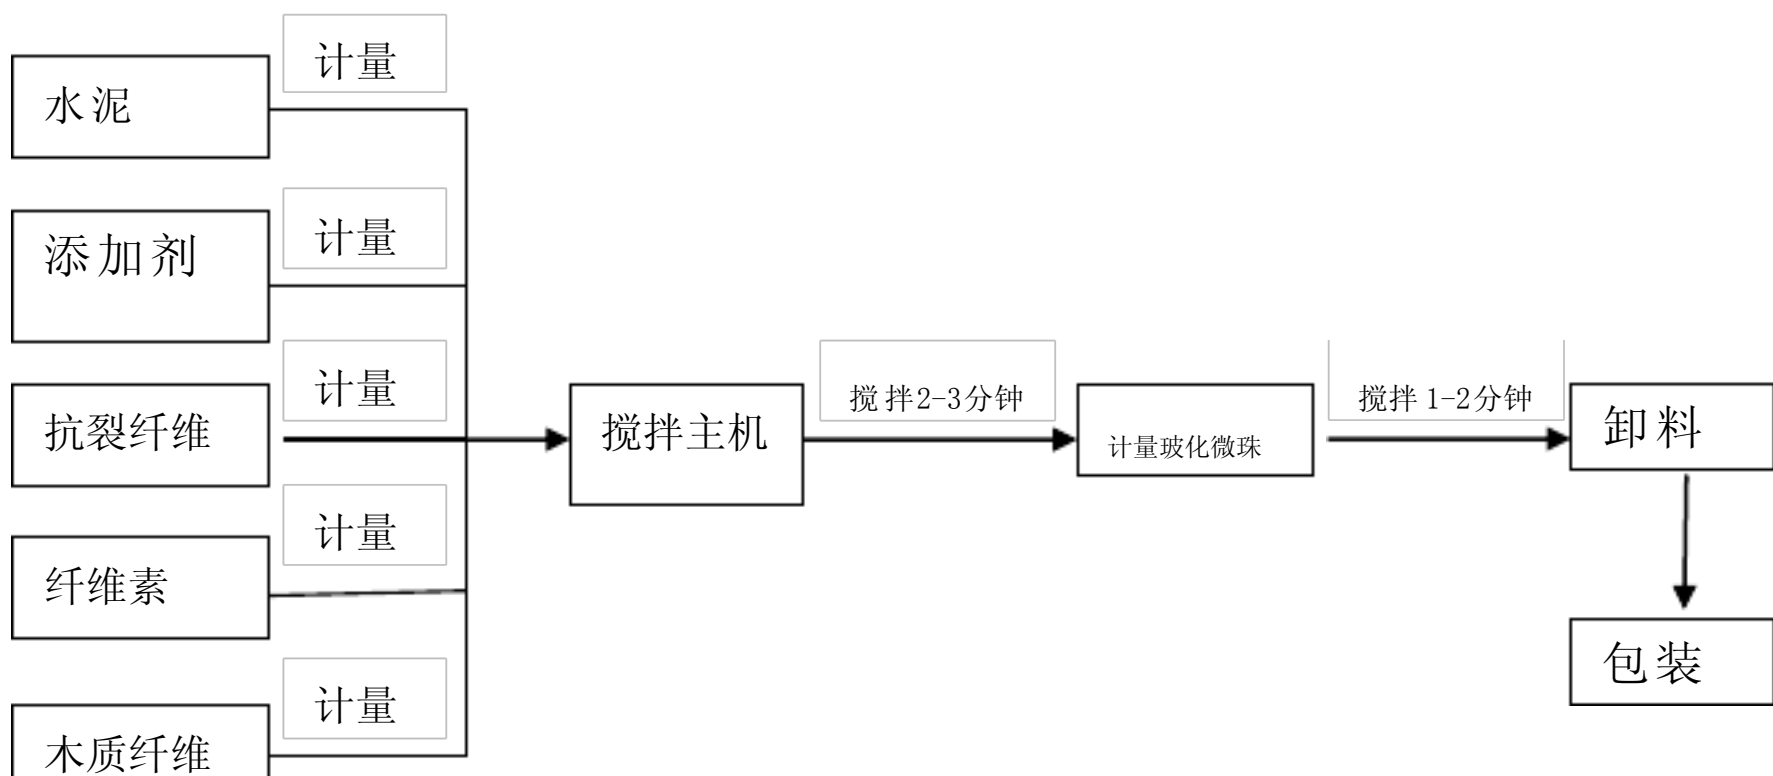 计量
水泥
计量
添加剂
计量
抗裂纤维
计量
纤维素
计量
木质纤维
搅拌主机
搅拌2-3分钟
计量玻化微珠
搅拌 1-2分钟
卸料
包装